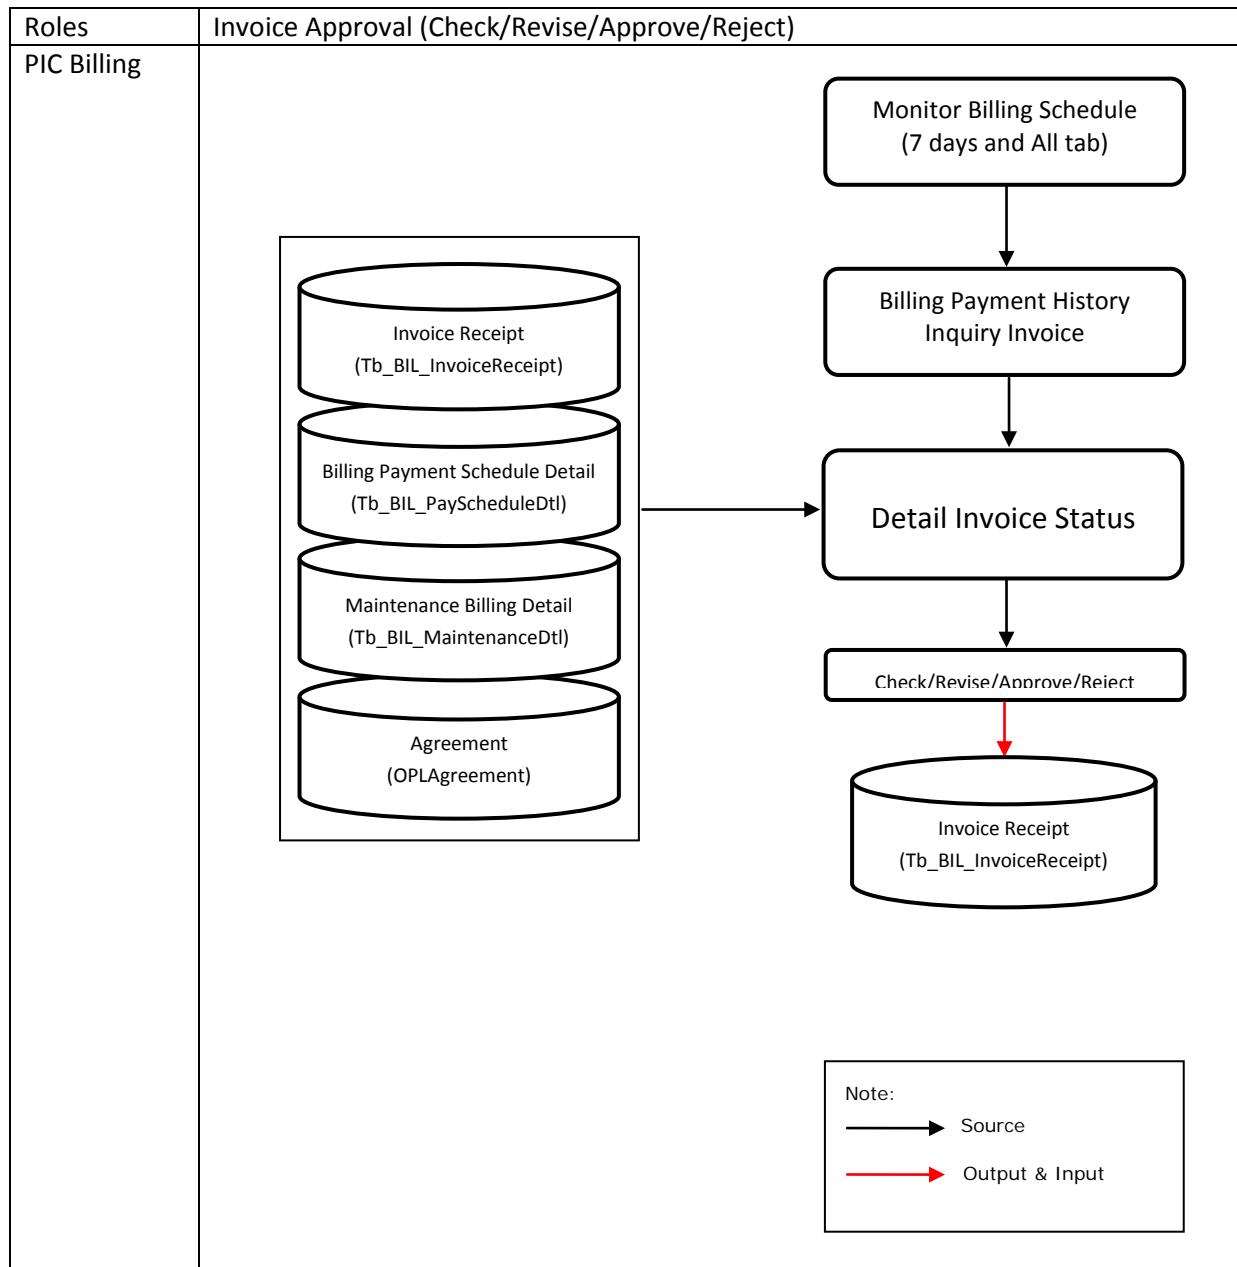 Roles
Invoice Approval (Check/Revise/Approve/Reject)
PIC Billing
Monitor Billing Schedule
(7 days and All tab)
Billing Payment History
Inquiry Invoice
Detail Invoice Status
Check/Revise/Approve/Reject
Invoice Receipt
(Tb_BIL_InvoiceReceipt)
Invoice Receipt
(Tb_BIL_InvoiceReceipt)
Billing Payment Schedule Detail
(Tb_BIL_PayScheduleDtl)
Maintenance Billing Detail
(Tb_BIL_MaintenanceDtl)
Agreement
(OPLAgreement)
Note:
Source
Output & Input